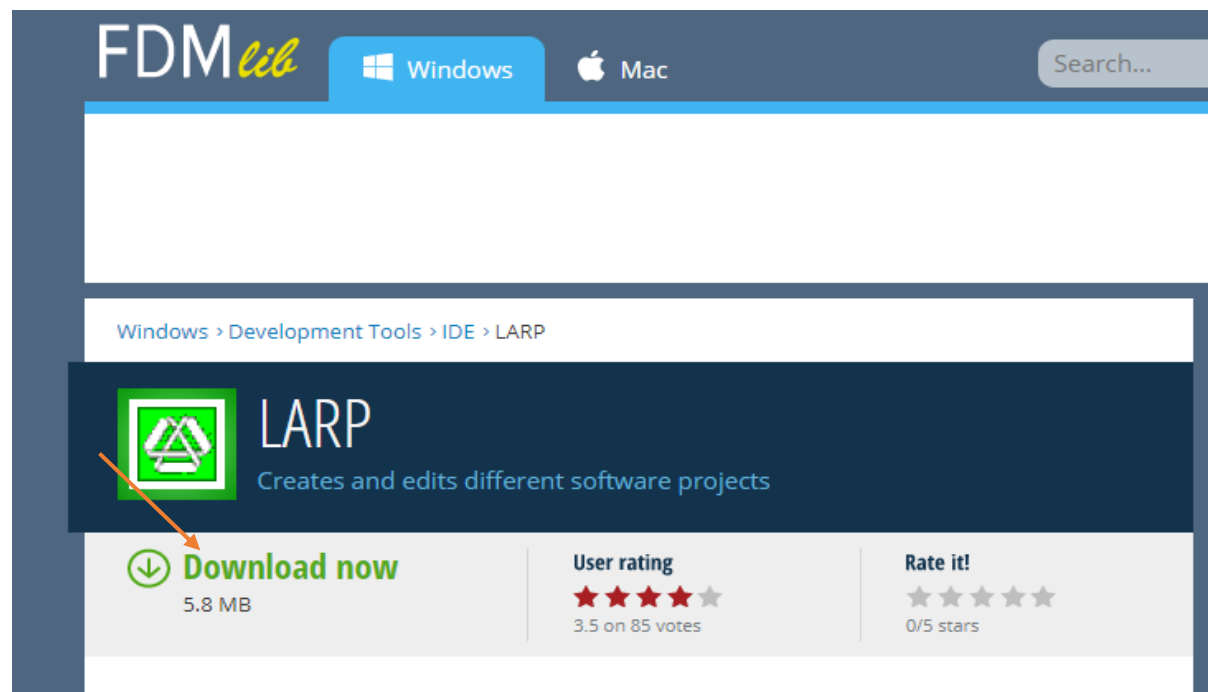 FDMlib
Windows
Mac
Search...
Windows › Development Tools › IDE › LARP
LARP
Creates and edits different software projects
Download now
5.8 MB
User rating
3.5 on 85 votes
Rate it!
0/5 stars